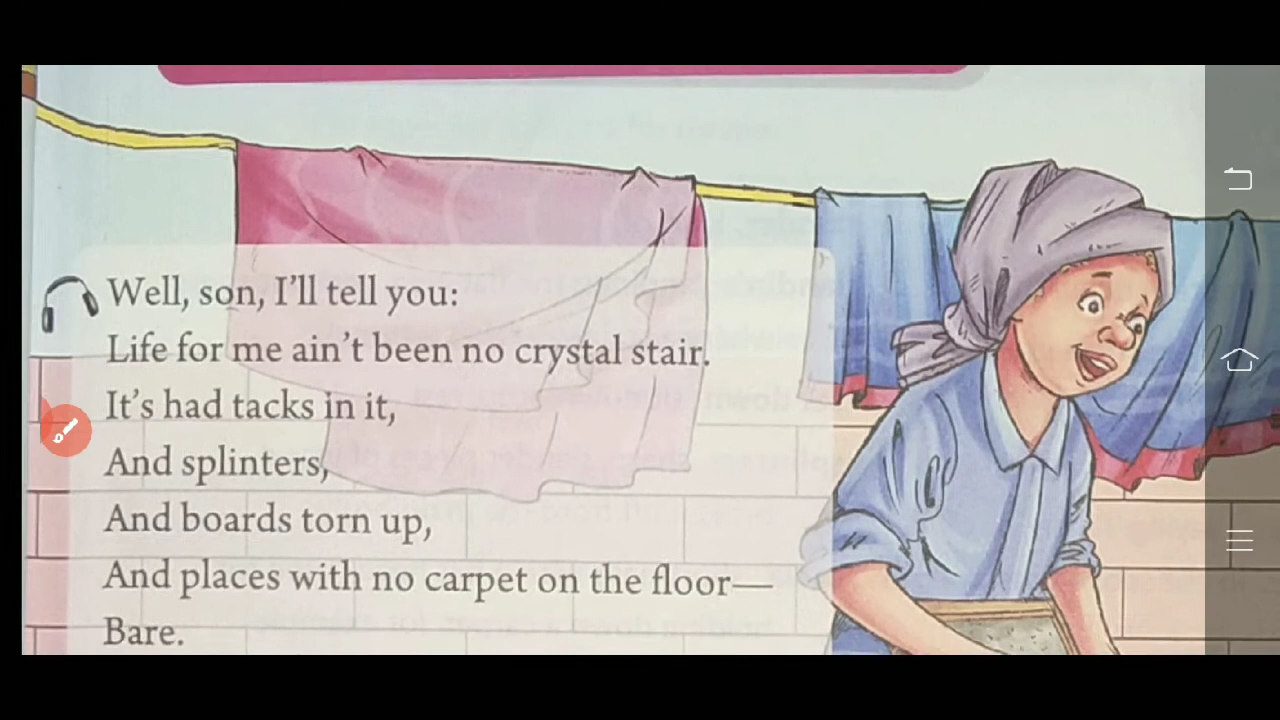 Well, son, I’ll tell you:
Life for me ain’t been no crystal stair.
It’s had tacks in it,
And splinters,
And boards torn up,
And places with no carpet on the floor—
Bare.